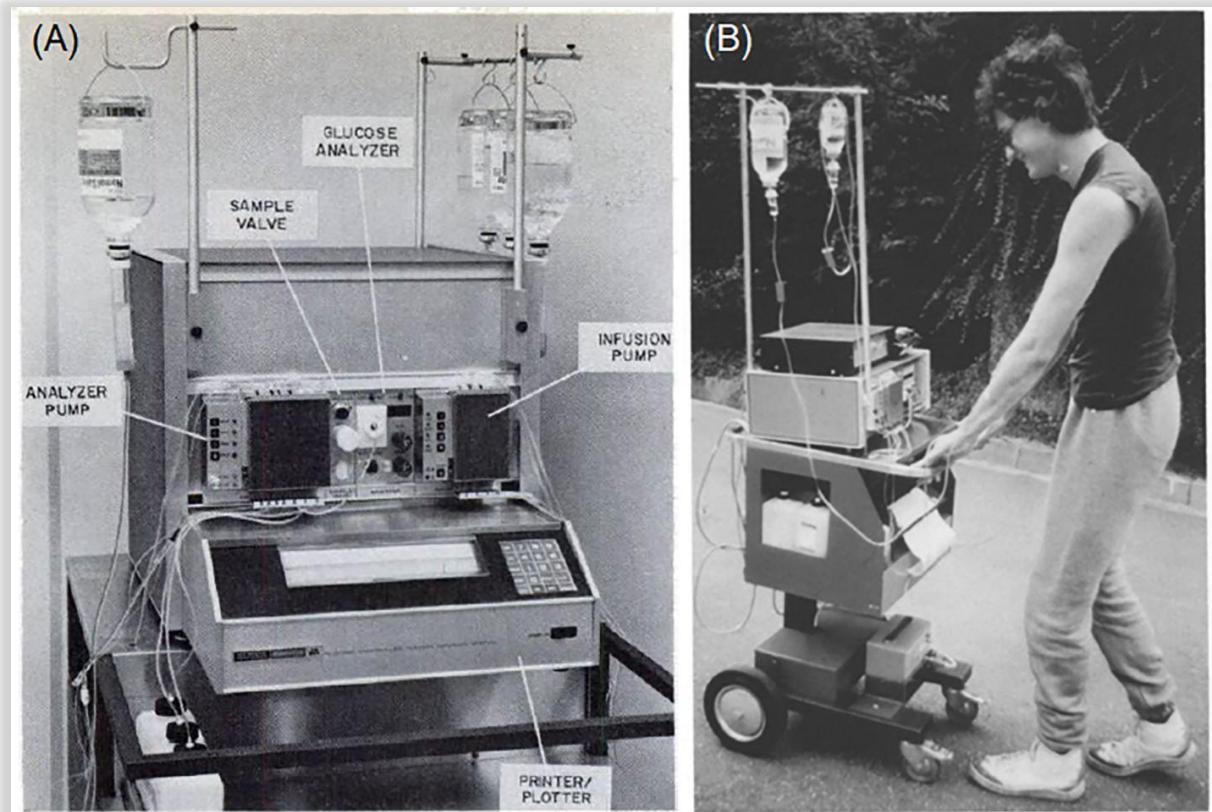 (A)
GLUCOSE
ANALYZER
SAMPLE
VALVE
INFUSION
PUMP
ANALYZER
PUMP
PRINTER/
PLOTTER
(B)